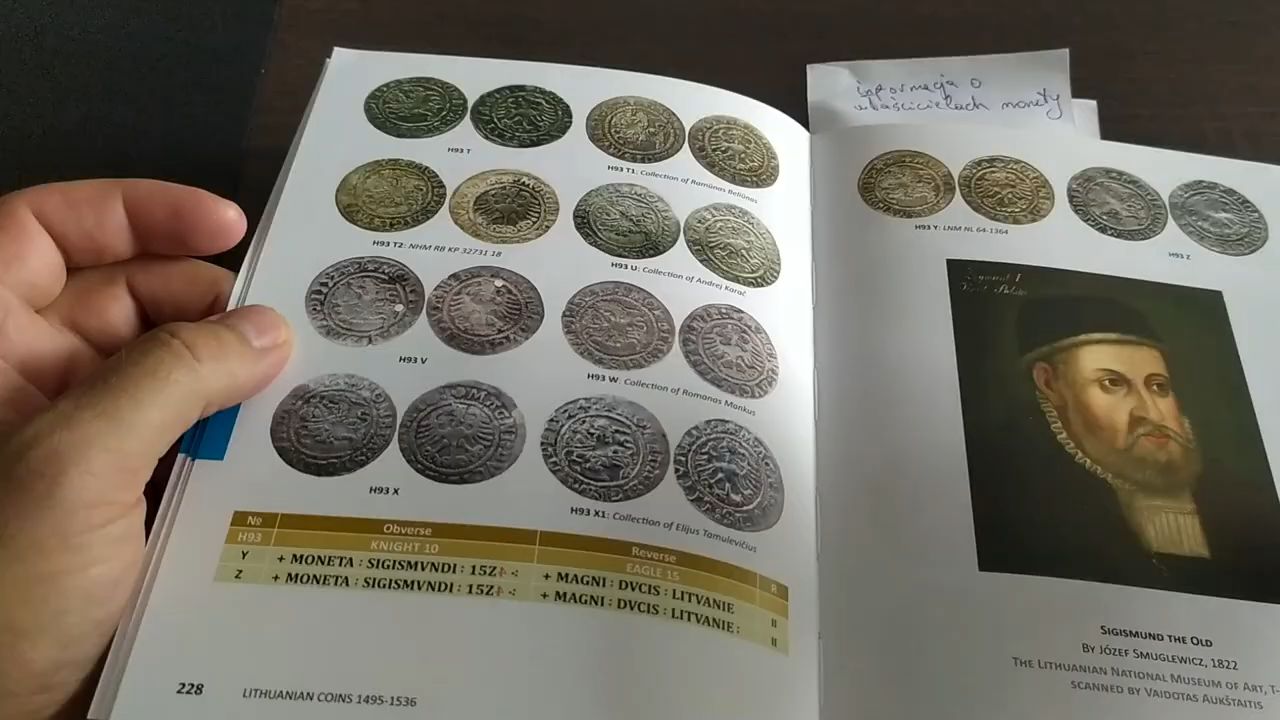 informacja o
właścicielach monety
H93 T
H93 T1: Collection of Ramūnas Beliūnas
H93 T2: NHM RB KP 32731 18
H93 U: Collection of Andrej Karač
H93 V
H93 W: Collection of Romanas Monkus
H93 X
H93 X1: Collection of Elijus Tamulevičius
№ Obverse Reverse R
H93 KNIGHT 10 EAGLE 15
Y + MONETA : SIGISMVNDI : 15Z + MAGNI : DVCIS : LITVANIE II
Z + MONETA : SIGISMVNDI : 15Z + MAGNI : DVCIS : LITVANIE : II
228 LITHUANIAN COINS 1495-1536
H93 Y: LNM NL 64-1364
H93 Z
SIGISMUND THE OLD
BY JÓZEF SMUGLEWICZ, 1822
THE LITHUANIAN NATIONAL MUSEUM OF ART, T-
SCANNED BY VAIDOTAS AUKŠTAITIS